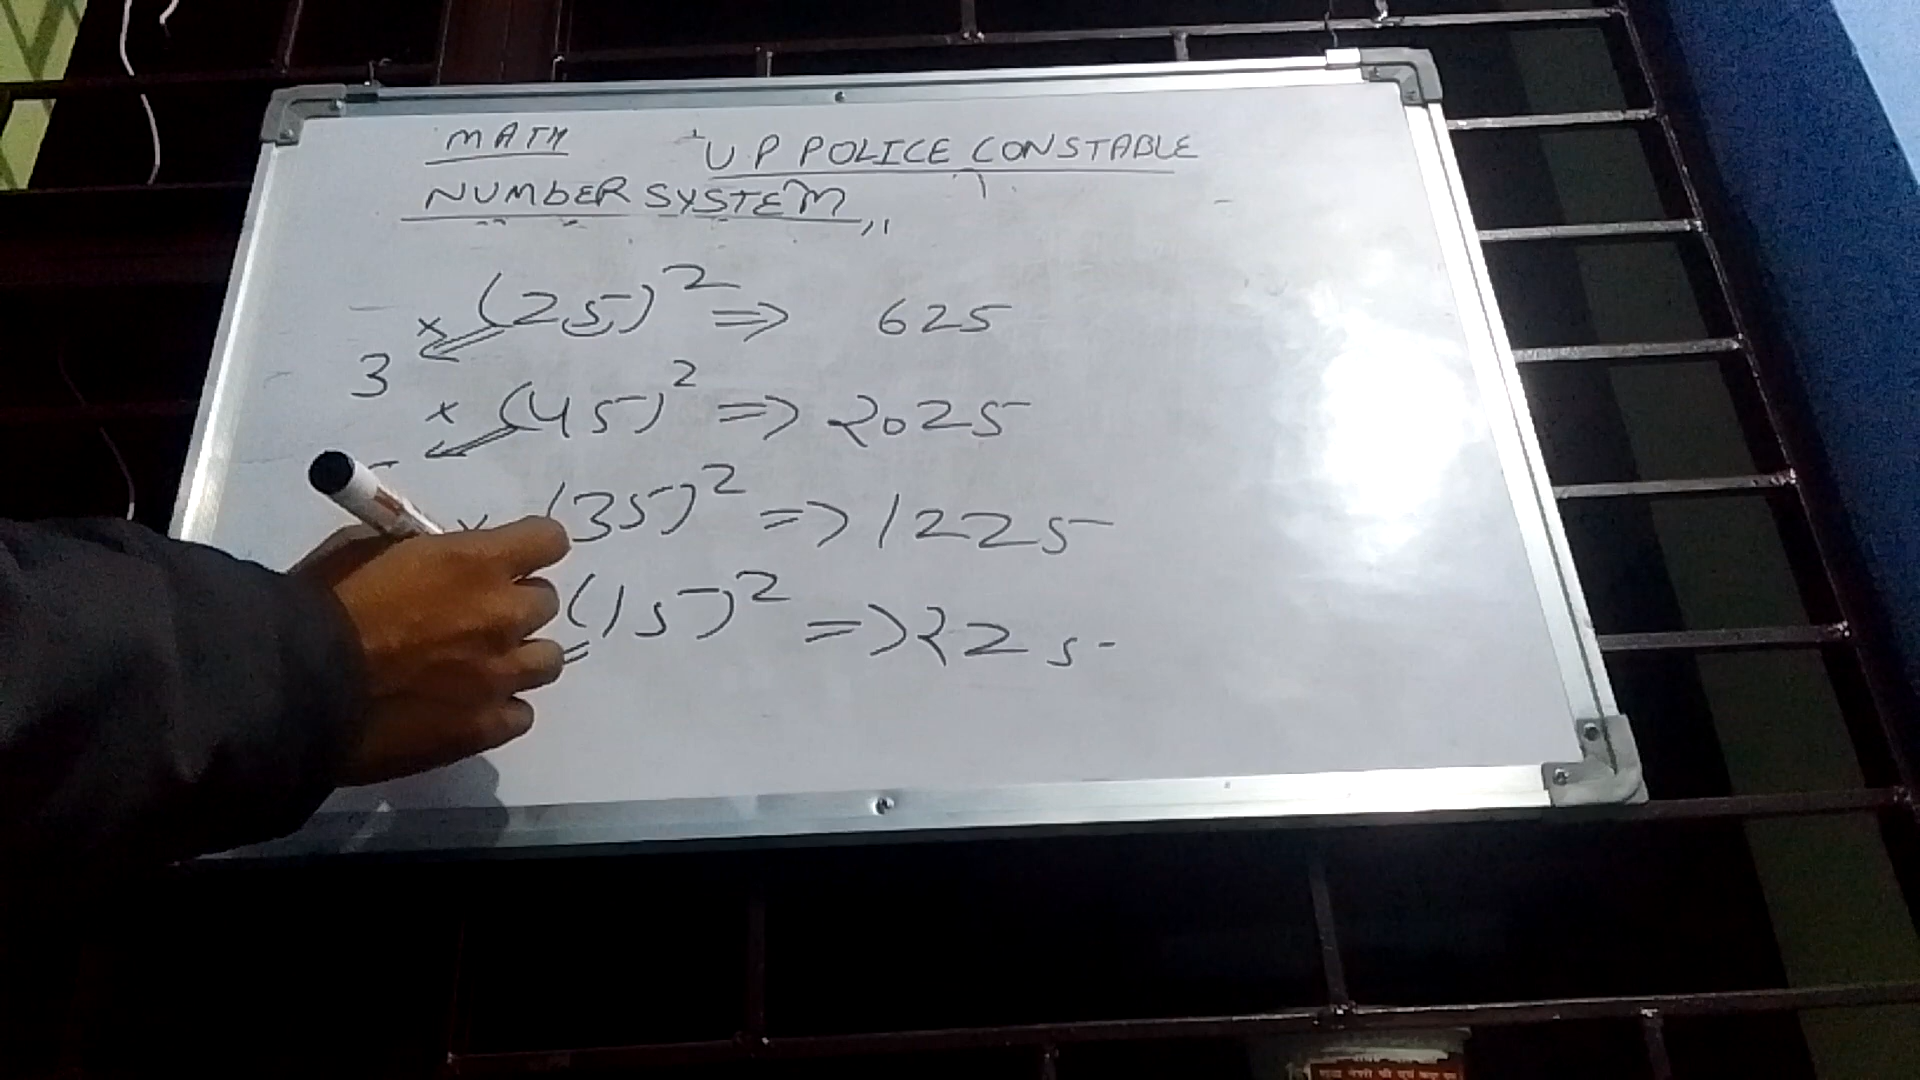 MATH UP POLICE CONSTABLE
NUMBER SYSTEM
3 × (25)² ⇒ 625
× (45)² ⇒ 2025
× (35)² ⇒ 1225
(15)² ⇒ 225